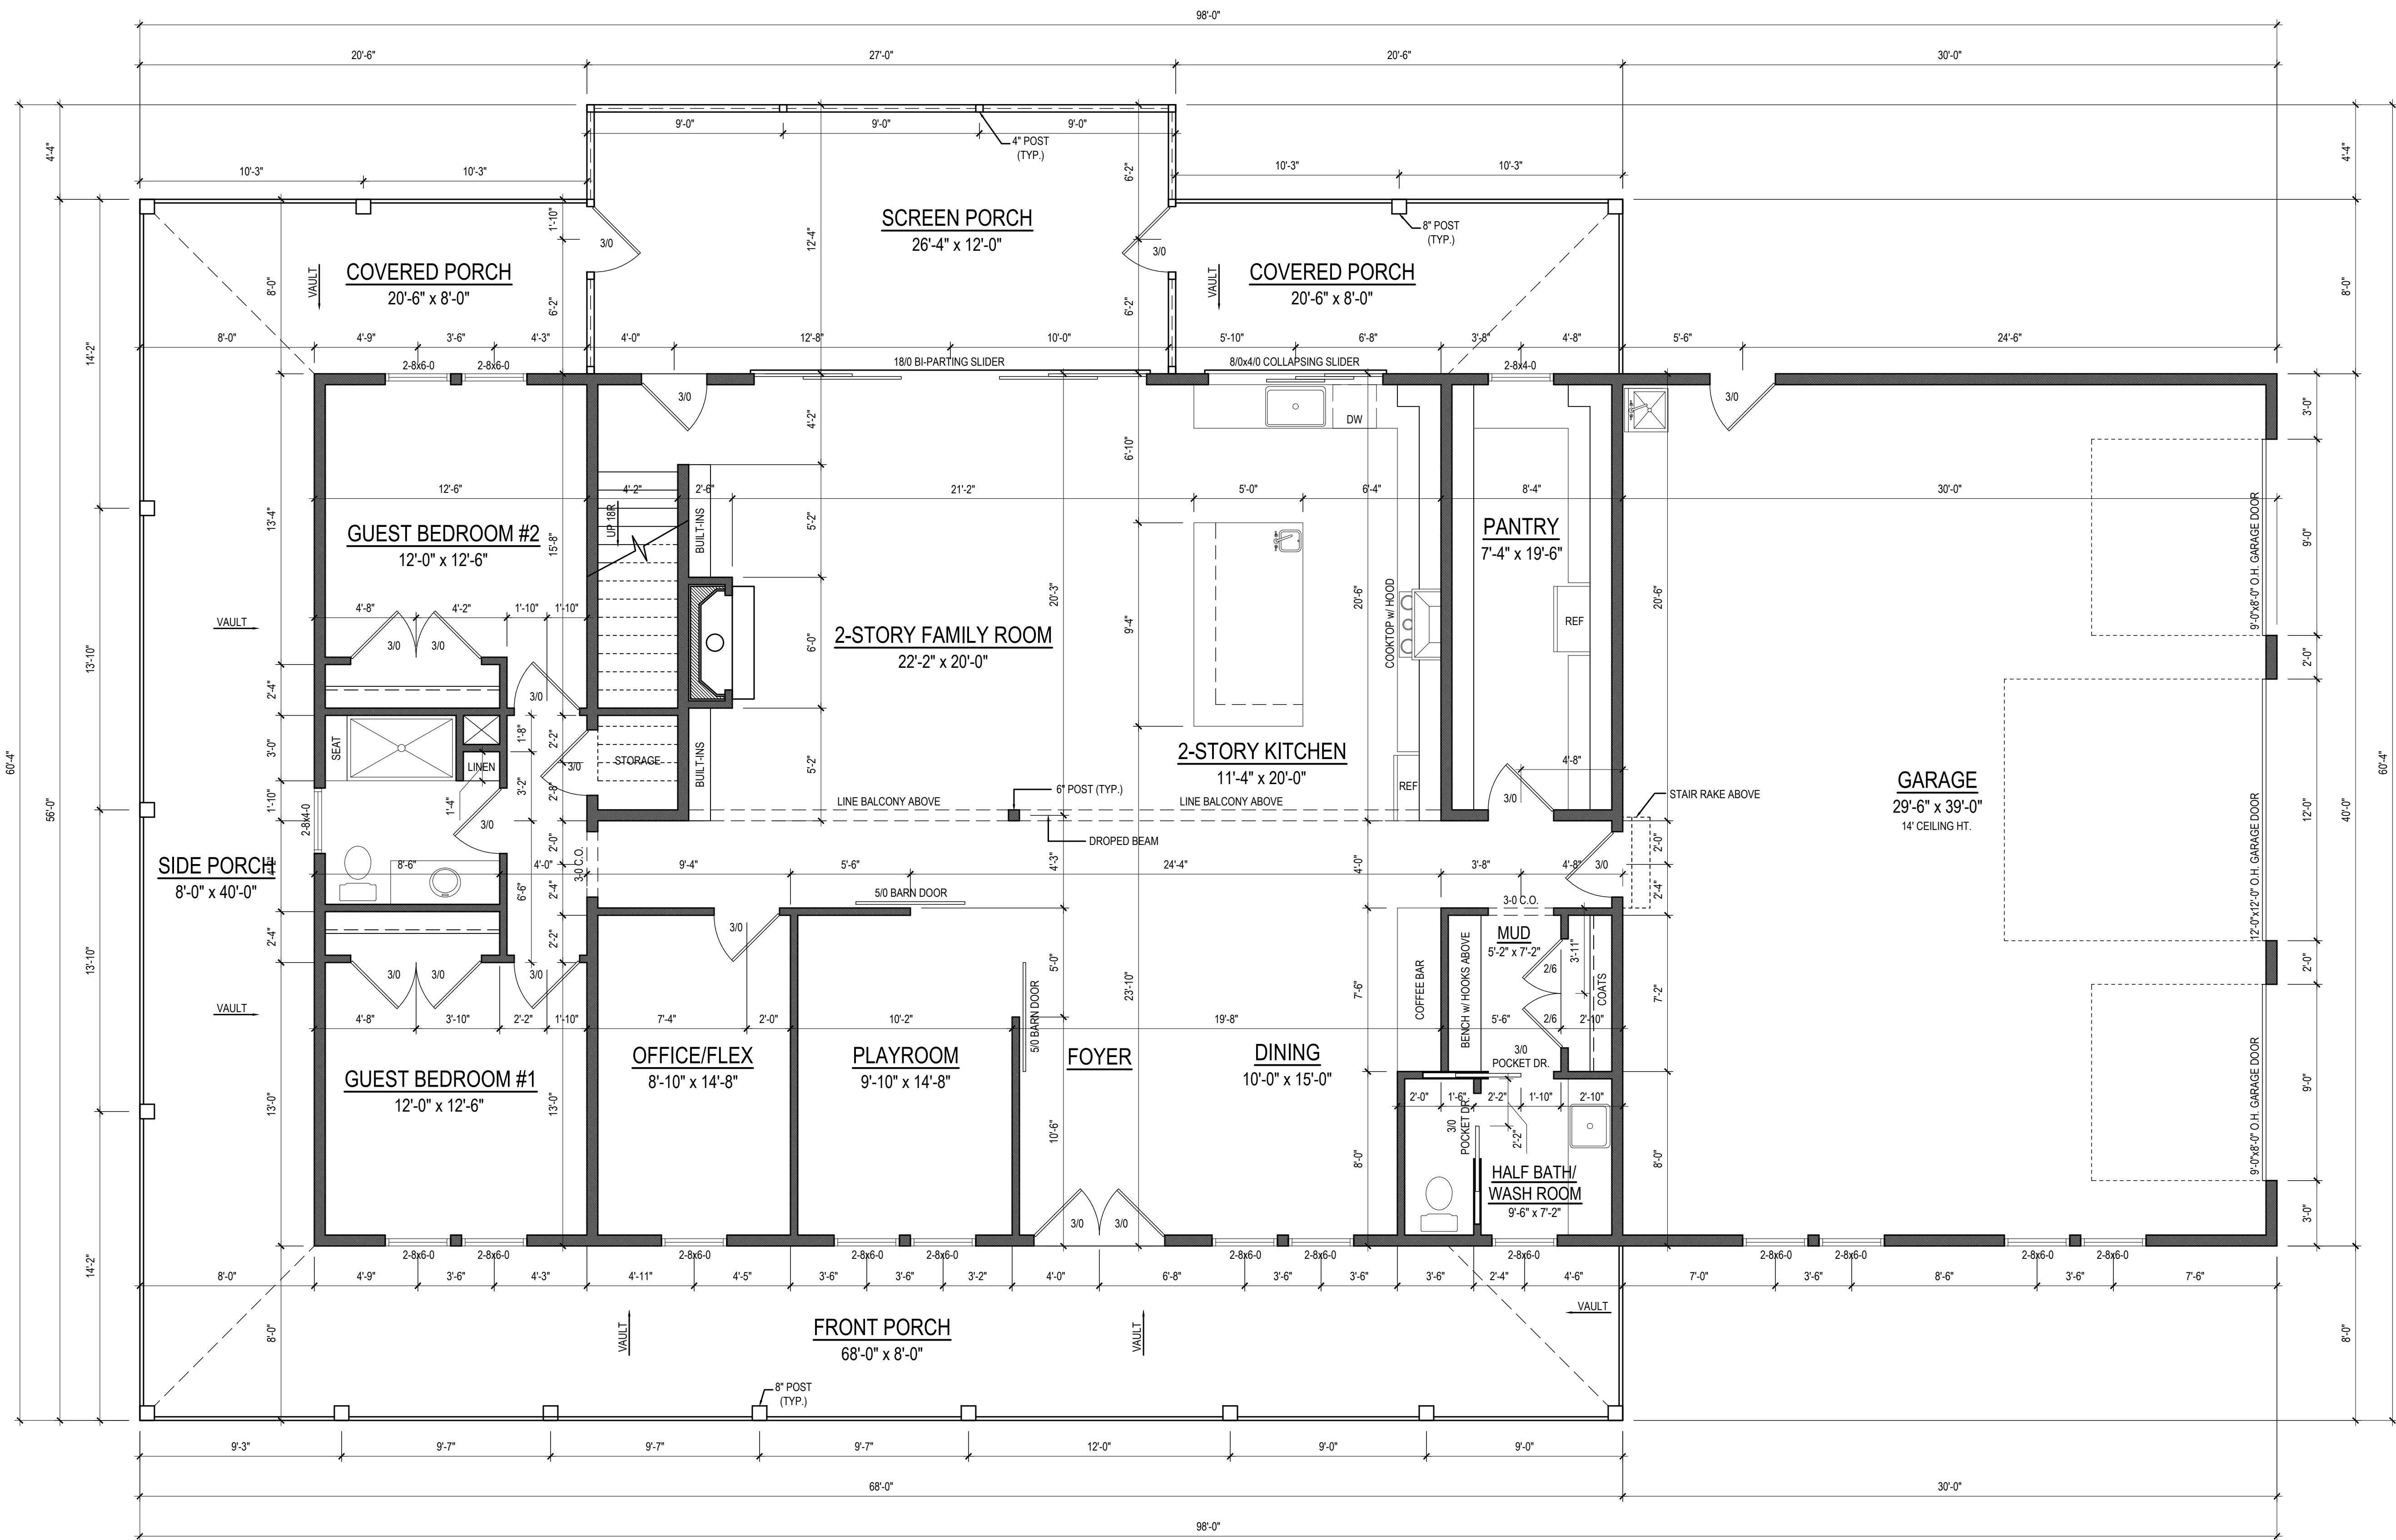 98'-0"
20'-6"
27'-0"
20'-6"
30'-0"
9'-0"
9'-0"
9'-0"
4" POST
(TYP.)
4'-4"
4'-4"
6'-2"
10'-3"
10'-3"
10'-3"
10'-3"
SCREEN PORCH
26'-4" x 12'-0"
8" POST
(TYP.)
1'-10"
3/0
12'-4"
3/0
COVERED PORCH
20'-6" x 8'-0"
VAULT
8'-0"
6'-2"
6'-2"
VAULT
COVERED PORCH
20'-6" x 8'-0"
8'-0"
8'-0"
4'-9"
3'-6"
4'-3"
4'-0"
12'-8"
10'-0"
5'-10"
6'-8"
3'-8"
4'-8"
5'-6"
24'-6"
14'-2"
2-8x6-0
2-8x6-0
18/0 BI-PARTING SLIDER
8/0x4/0 COLLAPSING SLIDER
2-8x4-0
3/0
DW
3/0
3'-0"
4'-2"
6'-10"
12'-6"
4'-2"
2'-6"
21'-2"
5'-0"
6'-4"
8'-4"
30'-0"
13'-4"
UP 18R
BUILT-INS
5'-2"
GUEST BEDROOM #2
12'-0" x 12'-6"
15'-8"
PANTRY
7'-4" x 19'-6"
9'-0"
9'-0"x8'-0" O.H. GARAGE DOOR
4'-8"
4'-2"
1'-10"
1'-10"
3/0
3/0
20'-3"
9'-4"
20'-6"
COOKTOP w/ HOOD
REF
20'-6"
VAULT
2-STORY FAMILY ROOM
22'-2" x 20'-0"
6'-0"
13'-10"
2'-4"
3/0
2'-0"
SEAT
3'-0"
LINEN
1'-8"
2'-2"
3/0
STORAGE
BUILT-INS
5'-2"
2-STORY KITCHEN
11'-4" x 20'-0"
4'-8"
60'-4"
56'-0"
60'-4"
40'-0"
GARAGE
29'-6" x 39'-0"
14' CEILING HT.
12'-0"
12'-0"x12'-0" O.H. GARAGE DOOR
1'-10"
2-8x4-0
1'-4"
3'-2"
2'-8"
3/0
6" POST (TYP.)
REF
3/0
STAIR RAKE ABOVE
LINE BALCONY ABOVE
LINE BALCONY ABOVE
DROPED BEAM
2'-0"
3-0 C.O.
2'-0"
SIDE PORCH
8'-0" x 40'-0"
8'-6"
4'-0"
9'-4"
5'-6"
4'-3"
24'-4"
4'-0"
3'-8"
4'-8"
3/0
6'-6"
2'-4"
5/0 BARN DOOR
2'-4"
3-0 C.O.
3/0
2'-4"
2'-2"
MUD
5'-2" x 7'-2"
3'-11"
13'-10"
3/0
3/0
3/0
5'-0"
23'-10"
2/6
2'-0"
VAULT
5/0 BARN DOOR
7'-6"
COFFEE BAR
BENCH w/ HOOKS ABOVE
COATS
7'-2"
4'-8"
3'-10"
2'-2"
1'-10"
7'-4"
2'-0"
10'-2"
19'-8"
5'-6"
2/6
2'-10"
OFFICE/FLEX
8'-10" x 14'-8"
PLAYROOM
9'-10" x 14'-8"
FOYER
DINING
10'-0" x 15'-0"
3/0
POCKET DR.
GUEST BEDROOM #1
12'-0" x 12'-6"
13'-0"
13'-0"
10'-6"
2'-0"
1'-6"
2'-2"
1'-10"
2'-10"
9'-0"
9'-0"x8'-0" O.H. GARAGE DOOR
3/0
POCKET DR.
2'-2"
8'-0"
8'-0"
HALF BATH/
WASH ROOM
9'-6" x 7'-2"
3/0
3/0
3'-0"
14'-2"
2-8x6-0
2-8x6-0
2-8x6-0
2-8x6-0
2-8x6-0
2-8x6-0
2-8x6-0
2-8x6-0
2-8x6-0
2-8x6-0
2-8x6-0
2-8x6-0
8'-0"
4'-9"
3'-6"
4'-3"
4'-11"
4'-5"
3'-6"
3'-6"
3'-2"
4'-0"
6'-8"
3'-6"
3'-6"
3'-6"
2'-4"
4'-6"
7'-0"
3'-6"
8'-6"
3'-6"
7'-6"
8'-0"
VAULT
FRONT PORCH
68'-0" x 8'-0"
VAULT
VAULT
8'-0"
8" POST
(TYP.)
9'-3"
9'-7"
9'-7"
9'-7"
12'-0"
9'-0"
9'-0"
68'-0"
30'-0"
98'-0"